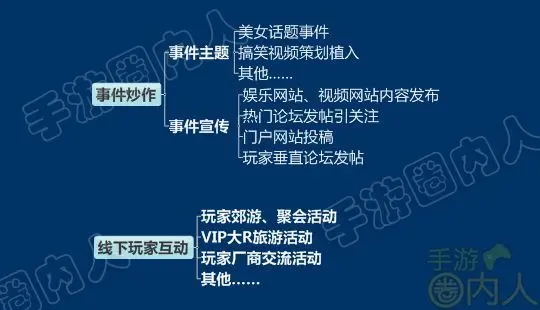 美女话题事件
事件主题
搞笑视频策划植入
其他……
事件炒作
娱乐网站、视频网站内容发布
热门论坛发帖引关注
事件宣传
门户网站投稿
玩家垂直论坛发帖
玩家郊游、聚会活动
VIP大R旅游活动
线下玩家互动
玩家厂商交流活动
其他……
手游圈内人
手游圈内人
手游圈内人
手游
圈内人